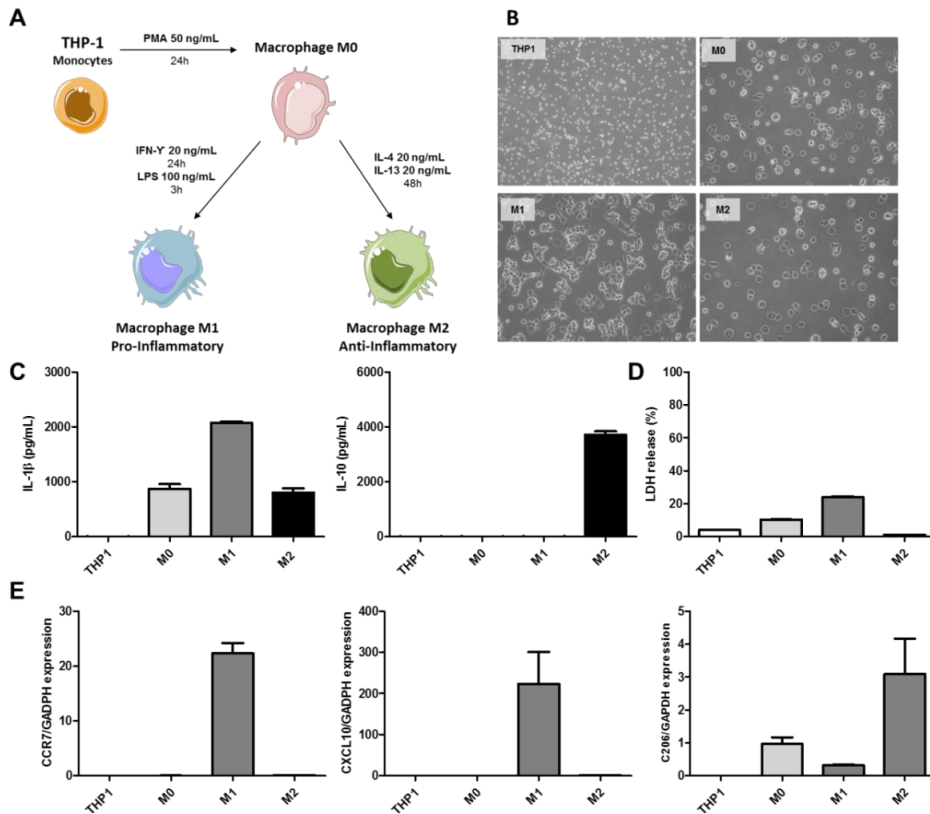 A
THP-1
Monocytes
PMA 50 ng/mL
24h
Macrophage M0
IFN-ϒ 20 ng/mL
24h
LPS 100 ng/mL
3h
IL-4 20 ng/mL
IL-13 20 ng/mL
48h
Macrophage M1
Pro-Inflammatory
Macrophage M2
Anti-Inflammatory
B
THP1
M0
M1
M2
C
IL-1β (pg/mL)
3000
2000
1000
0
THP1
M0
M1
M2
IL-10 (pg/mL)
6000
4000
2000
0
THP1
M0
M1
M2
D
LDH release (%)
100
80
60
40
20
0
THP1
M0
M1
M2
E
CCR7/GADPH expression
30
20
10
0
THP1
M0
M1
M2
CXCL10/GADPH expression
400
300
200
100
0
THP1
M0
M1
M2
C206/GAPDH expression
5
4
3
2
1
0
THP1
M0
M1
M2